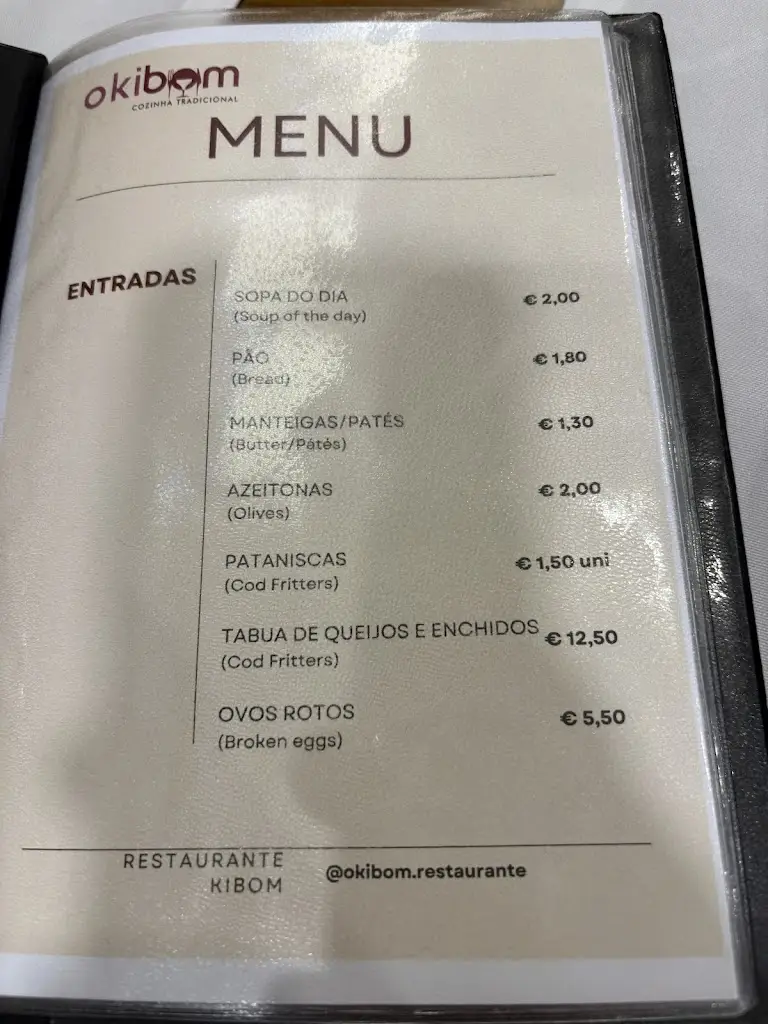 okibom
COZINHA TRADICIONAL
MENU
ENTRADAS
SOPA DO DIA € 2,00
(Soup of the day)
PÃO € 1,80
(Bread)
MANTEIGAS/PATÉS € 1,30
(Butter/Pátés)
AZEITONAS € 2,00
(Olives)
PATANISCAS € 1,50 uni
(Cod Fritters)
TABUA DE QUEIJOS E ENCHIDOS € 12,50
(Cod Fritters)
OVOS ROTOS € 5,50
(Broken eggs)
RESTAURANTE
KIBOM
@okibom.restaurante